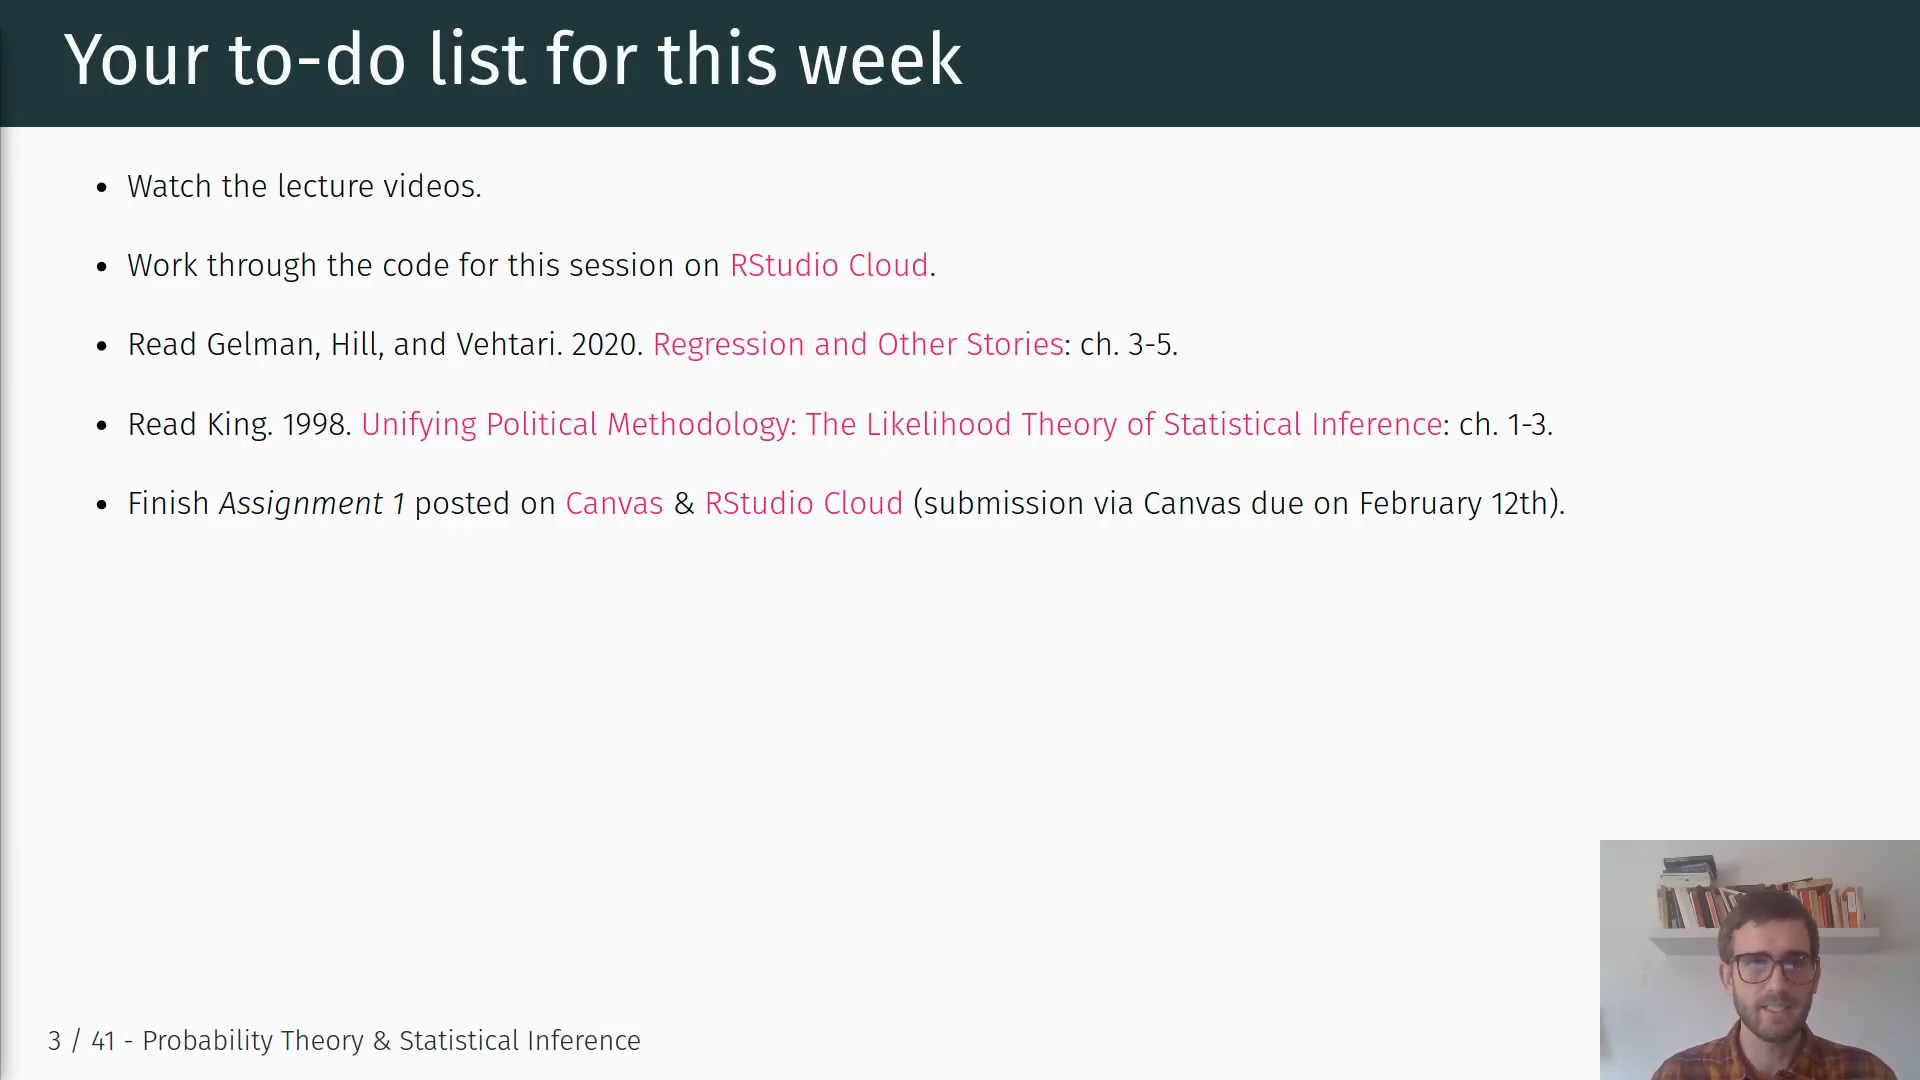 Your to-do list for this week
• Watch the lecture videos.
• Work through the code for this session on RStudio Cloud.
• Read Gelman, Hill, and Vehtari. 2020. Regression and Other Stories: ch. 3-5.
• Read King. 1998. Unifying Political Methodology: The Likelihood Theory of Statistical Inference: ch. 1-3.
• Finish Assignment 1 posted on Canvas & RStudio Cloud (submission via Canvas due on February 12th).
3 / 41 - Probability Theory & Statistical Inference